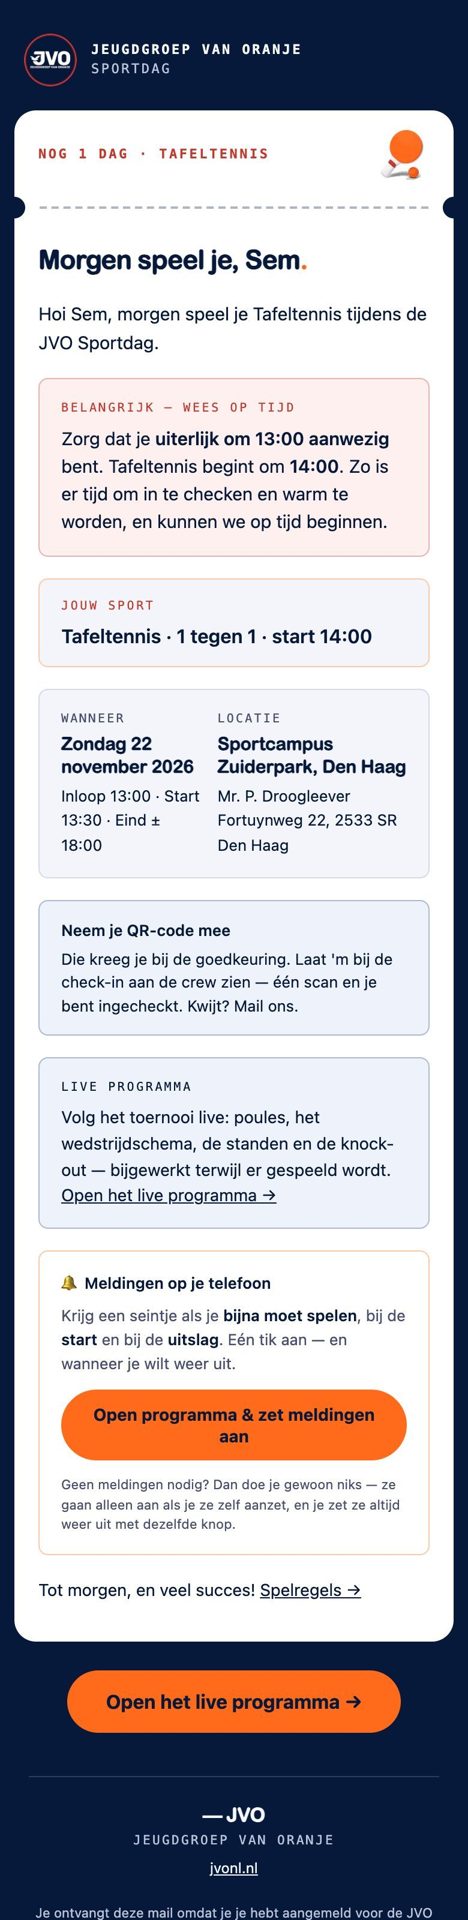 JVO
JEUGDGROEP VAN ORANJE
SPORTDAG
NOG 1 DAG · TAFELTENNIS
Morgen speel je, Sem.
Hoi Sem, morgen speel je Tafeltennis tijdens de
JVO Sportdag.
BELANGRIJK — WEES OP TIJD
Zorg dat je uiterlijk om 13:00 aanwezig
bent. Tafeltennis begint om 14:00. Zo is
er tijd om in te checken en warm te
worden, en kunnen we op tijd beginnen.
JOUW SPORT
Tafeltennis · 1 tegen 1 · start 14:00
WANNEER
Zondag 22
november 2026
Inloop 13:00 · Start
13:30 · Eind ±
18:00
LOCATIE
Sportcampus
Zuiderpark, Den Haag
Mr. P. Droogleever
Fortuynweg 22, 2533 SR
Den Haag
Neem je QR-code mee
Die kreeg je bij de goedkeuring. Laat 'm bij de
check-in aan de crew zien — één scan en je
bent ingecheckt. Kwijt? Mail ons.
LIVE PROGRAMMA
Volg het toernooi live: poules, het
wedstrijdschema, de standen en de knock-
out — bijgewerkt terwijl er gespeeld wordt.
Open het live programma →
🔔 Meldingen op je telefoon
Krijg een seintje als je bijna moet spelen, bij de
start en bij de uitslag. Eén tik aan — en
wanneer je wilt weer uit.
Open programma & zet meldingen
aan
Geen meldingen nodig? Dan doe je gewoon niks — ze
gaan alleen aan als je ze zelf aanzet, en je zet ze altijd
weer uit met dezelfde knop.
Tot morgen, en veel succes! Spelregels →
Open het live programma →
— JVO
JEUGDGROEP VAN ORANJE
jvonl.nl
Je ontvangt deze mail omdat je je hebt aangemeld voor de JVO